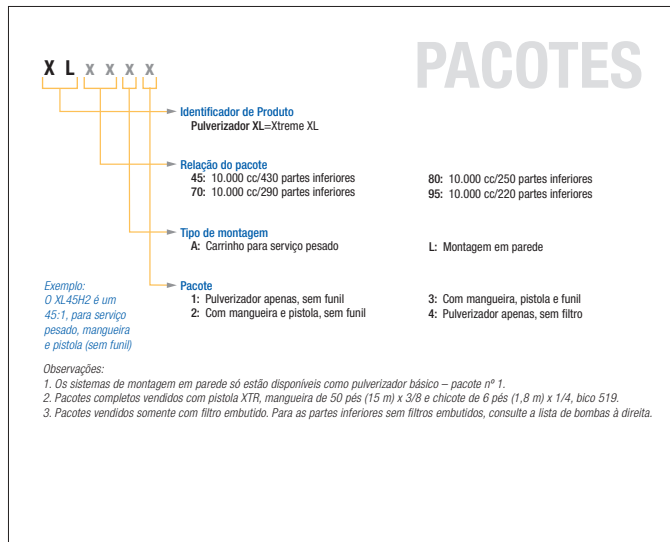 PACOTES
X L x x x x
Identificador de Produto
Pulverizador XL=Xtreme XL
Relação do pacote
45: 10.000 cc/430 partes inferiores
80: 10.000 cc/250 partes inferiores
70: 10.000 cc/290 partes inferiores
95: 10.000 cc/220 partes inferiores
Tipo de montagem
A: Carrinho para serviço pesado
L: Montagem em parede
Pacote
1: Pulverizador apenas, sem funil
3: Com mangueira, pistola e funil
2: Com mangueira e pistola, sem funil
4: Pulverizador apenas, sem filtro
Exemplo:
O XL45H2 é um
45:1, para serviço
pesado, mangueira
e pistola (sem funil)
Observações:
1. Os sistemas de montagem em parede só estão disponíveis como pulverizador básico – pacote nº 1.
2. Pacotes completos vendidos com pistola XTR, mangueira de 50 pés (15 m) x 3/8 e chicote de 6 pés (1,8 m) x 1/4, bico 519.
3. Pacotes vendidos somente com filtro embutido. Para as partes inferiores sem filtros embutidos, consulte a lista de bombas à direita.